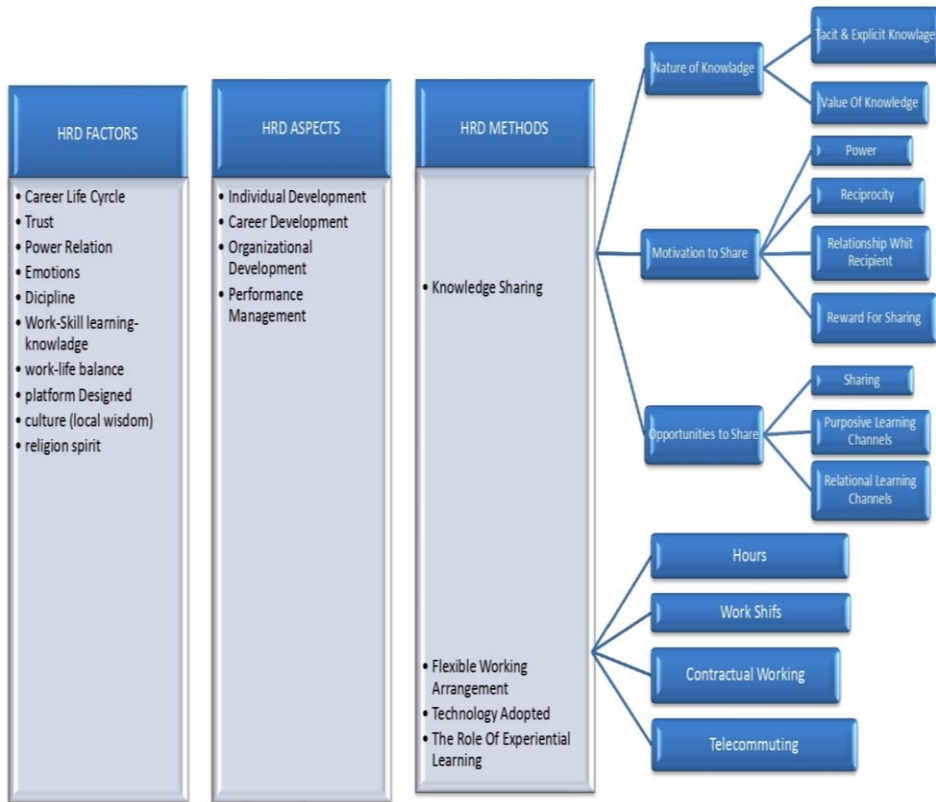 HRD FACTORS
• Career Life Cyrcle
• Trust
• Power Relation
• Emotions
• Dicipline
• Work-Skill learning-
knowladge
• work-life balance
• platform Designed
• culture (local wisdom)
• religion spirit
HRD ASPECTS
• Individual Development
• Career Development
• Organizational
Development
• Performance
Management
HRD METHODS
• Knowledge Sharing
• Flexible Working
Arrangement
• Technology Adopted
• The Role Of Experiential
Learning
Nature of Knowladge
Tacit & Explicit Knowlage
Value Of Knowledge
Motivation to Share
Power
Reciprocity
Relationship Whit
Recipient
Reward For Sharing
Opportunities to Share
Sharing
Purposive Learning
Channels
Relational Learning
Channels
Hours
Work Shifs
Contractual Working
Telecommuting